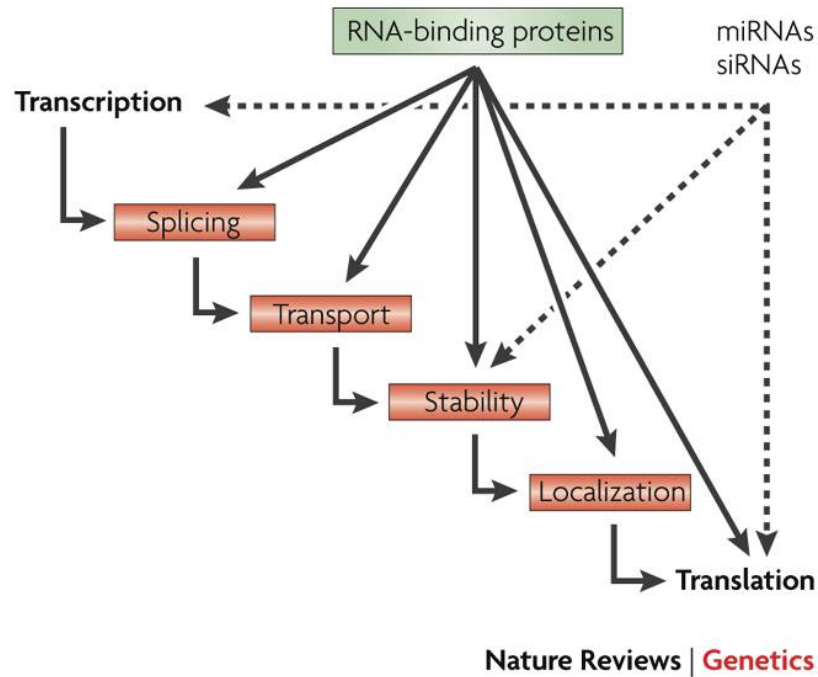 RNA-binding proteins
miRNAs
siRNAs
Transcription
Splicing
Transport
Stability
Localization
Translation
Nature Reviews | Genetics